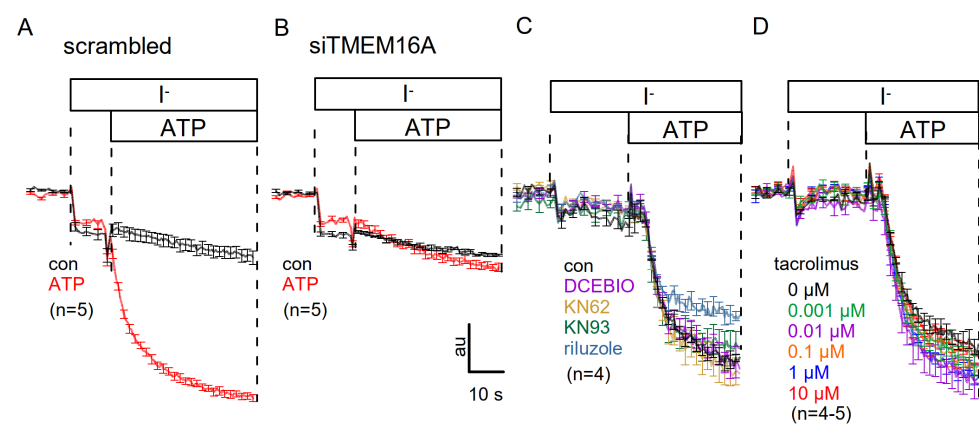 A
scrambled
I-
ATP
con
ATP
(n=5)
B
siTMEM16A
I-
ATP
con
ATP
(n=5)
au
10 s
C
I-
ATP
con
DCEBIO
KN62
KN93
riluzole
(n=4)
D
I-
ATP
tacrolimus
0 µM
0.001 µM
0.01 µM
0.1 µM
1 µM
10 µM
(n=4-5)